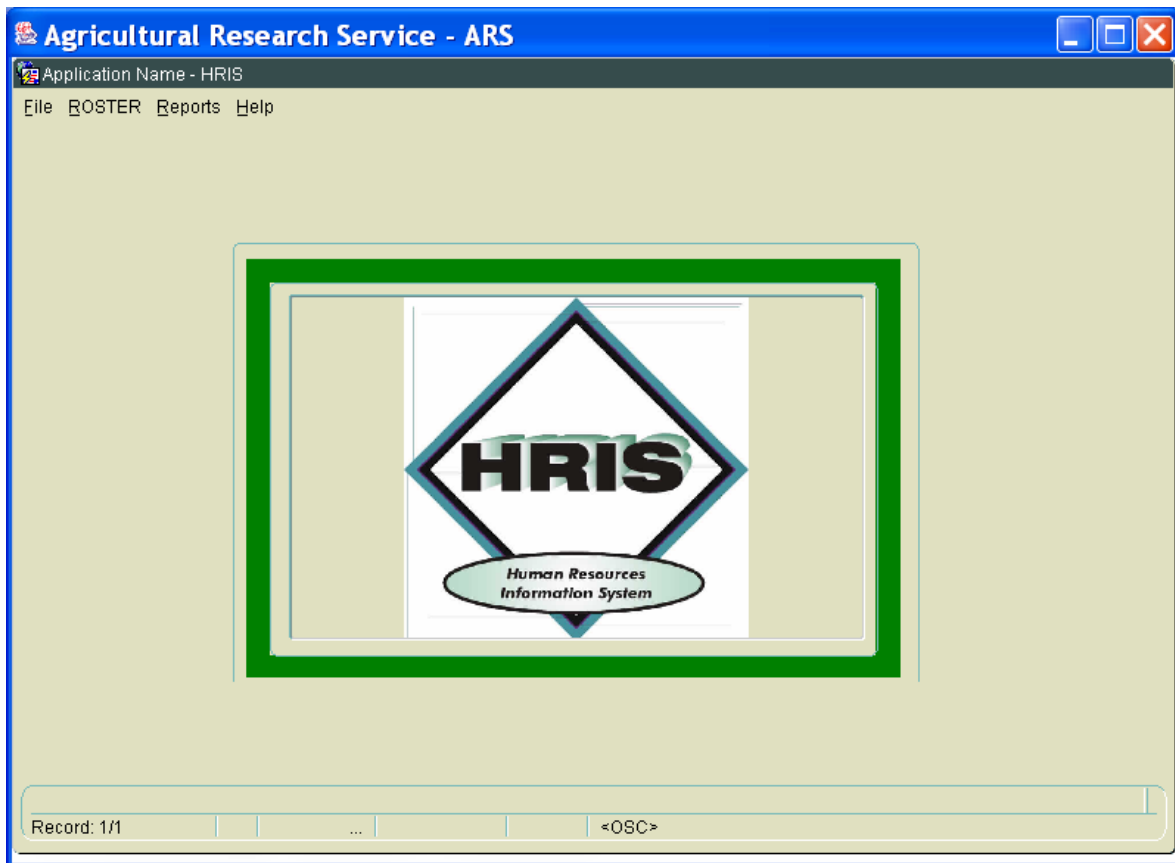 Agricultural Research Service - ARS
Application Name - HRIS
File ROSTER Reports Help
HRIS
Human Resources
Information System
Record: 1/1 ... <OSC>